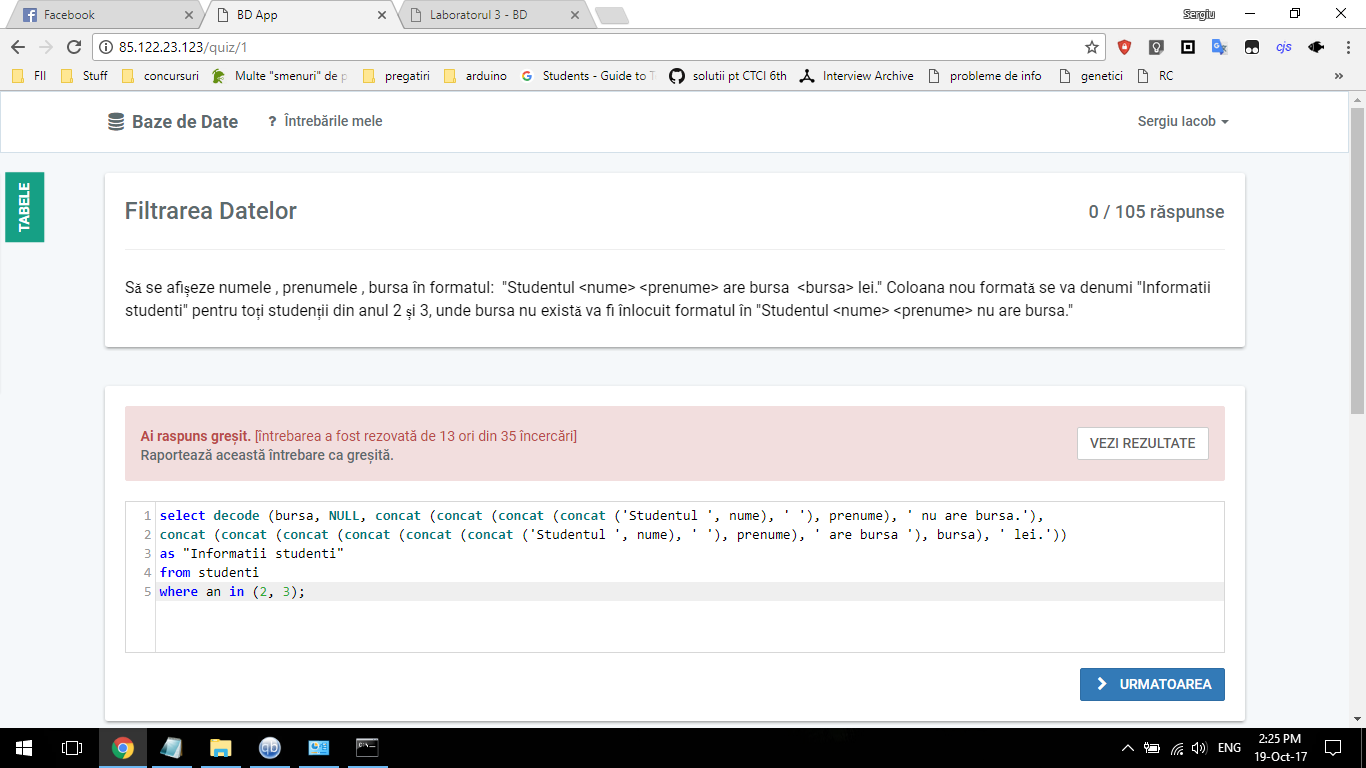 Facebook
BD App
Laboratorul 3 - BD
Sergiu
85.122.23.123/quiz/1
cjs
FII
Stuff
concursuri
Multe "smenuri" de p
pregatiri
arduino
Students - Guide to T
solutii pt CTCI 6th
Interview Archive
probleme de info
genetici
RC
»
Baze de Date
? Întrebările mele
Sergiu Iacob
TABELE
Filtrarea Datelor
0 / 105 răspunse
Să se afișeze numele , prenumele , bursa în formatul: "Studentul <nume> <prenume> are bursa <bursa> lei." Coloana nou formată se va denumi "Informatii
studenti" pentru toți studenții din anul 2 și 3, unde bursa nu există va fi înlocuit formatul în "Studentul <nume> <prenume> nu are bursa."
Ai raspuns greșit. [întrebarea a fost rezovată de 13 ori din 35 încercări]
Raportează această întrebare ca greșită.
VEZI REZULTATE
1 select decode (bursa, NULL, concat (concat (concat (concat ('Studentul ', nume), ' '), prenume), ' nu are bursa.'),
2 concat (concat (concat (concat (concat (concat ('Studentul ', nume), ' '), prenume), ' are bursa '), bursa), ' lei.'))
3 as "Informatii studenti"
4 from studenti
5 where an in (2, 3);
URMATOAREA
qb
ENG
2:25 PM
19-Oct-17